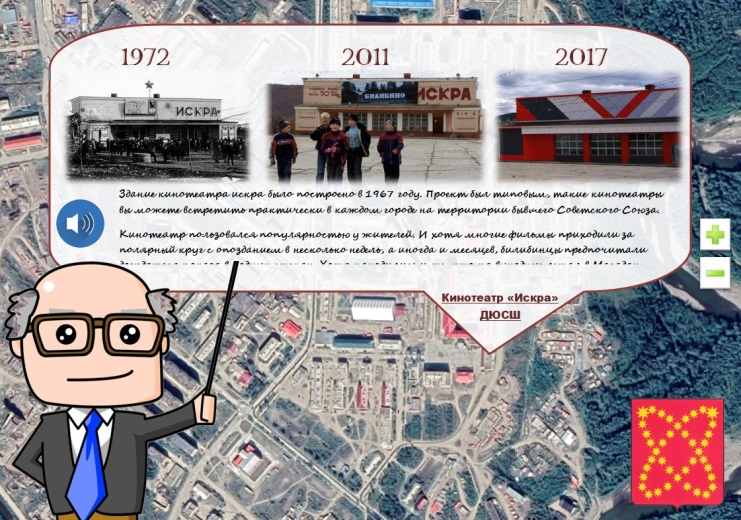 1972 2011 2017
ИСКРА
БИЛИБИНО
ИСКРА
Здание кинотеатра искра было построено в 1967 году. Проект был типовым, такие кинотеатры
вы можете встретить практически в каждом городе на территории бывшего Советского Союза.
Кинотеатр пользовался популярностью у жителей. И хотя многие фильмы приходили за
полярный круг с опозданием в несколько недель, а иногда и месяцев, билибинцы предпочитали
Кинотеатр «Искра»
ДЮСШ